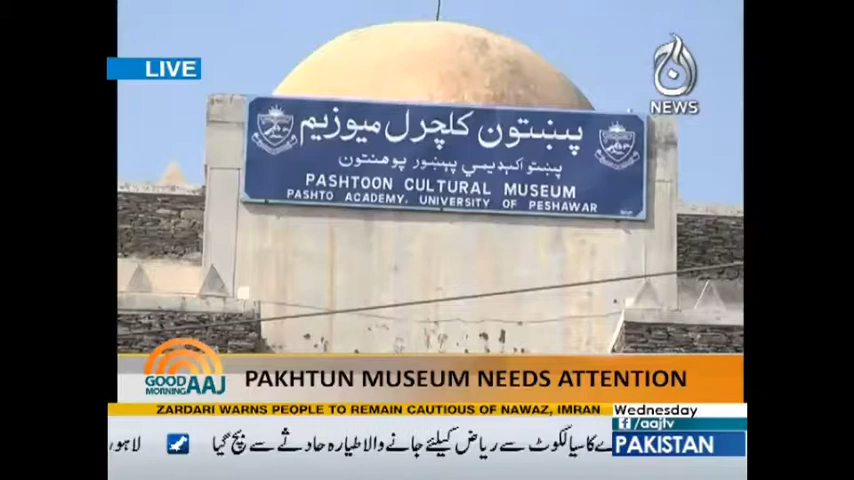 LIVE
NEWS
پښتون کلچرل میوزیم
پښتو اکېډيمي پېښور پوهنتون
PASHTOON CULTURAL MUSEUM
PASHTO ACADEMY, UNIVERSITY OF PESHAWAR
GOOD MORNING AAJ
PAKHTUN MUSEUM NEEDS ATTENTION
ZARDARI WARNS PEOPLE TO REMAIN CAUTIOUS OF NAWAZ, IMRAN
Wednesday
f/aajtv
کا سیالکوٹ سے ریاض کیلئے جانے والا طیارہ حادثے سے بچ گیا
PAKISTAN